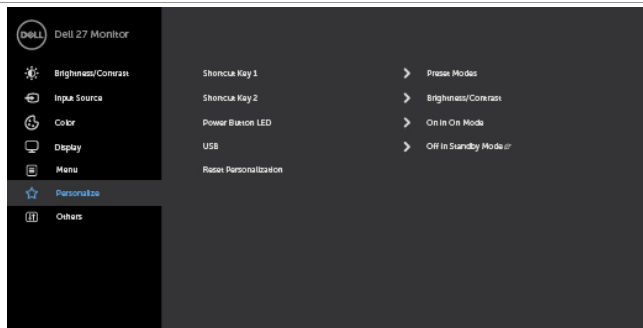 DELL Dell 27 Monitor
Brightness/Contrast Shortcut Key 1 Preset Modes
Input Source Shortcut Key 2 Brightness/Contrast
Color Power Button LED On in On Mode
Display USB Off in Standby Mode
Menu Reset Personalization
Personalize
Others